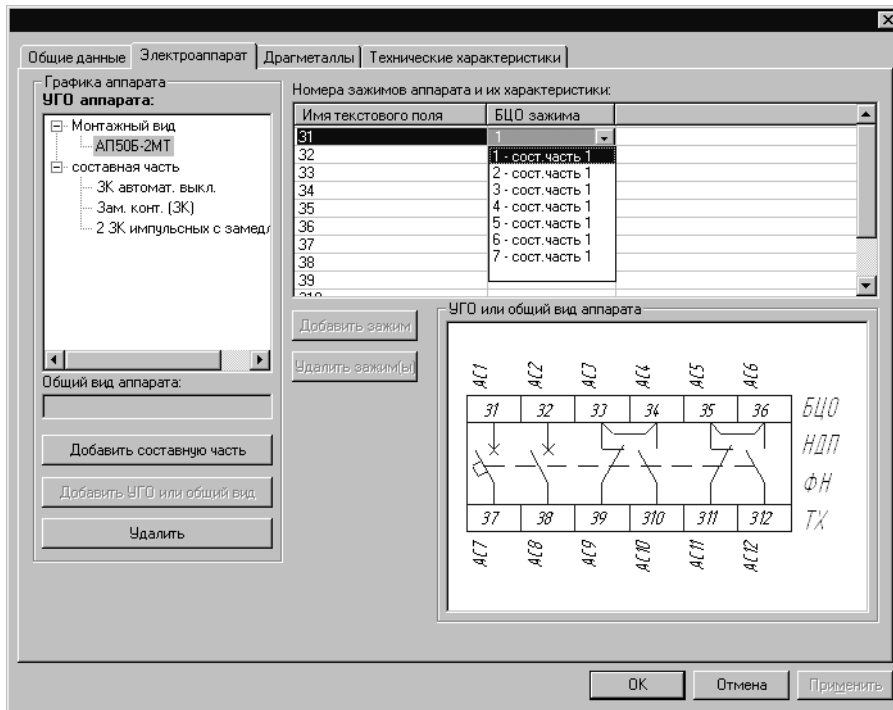 Общие данные Электроаппарат Драгметаллы Технические характеристики
Графика аппарата
УГО аппарата:
Монтажный вид
АП50Б-2МТ
составная часть
ЗК автомат. выкл.
Зам. конт. (ЗК)
2 ЗК импульсных с замедл
Общий вид аппарата:
Добавить составную часть
Добавить УГО или общий вид
Удалить
Номера зажимов аппарата и их характеристики:
Имя текстового поля БЦО зажима
31 1
32
33
34
35
36
37
38
39
310
1 - сост.часть 1
2 - сост.часть 1
3 - сост.часть 1
4 - сост.часть 1
5 - сост.часть 1
6 - сост.часть 1
7 - сост.часть 1
Добавить зажим
Удалить зажим(ы)
УГО или общий вид аппарата
АС1 АС2 АС3 АС4 АС5 АС6
31 32 33 34 35 36 БЦО
НДП
ФН
37 38 39 310 311 312 ТХ
АС7 АС8 АС9 АС10 АС11 АС12
OK Отмена Применить